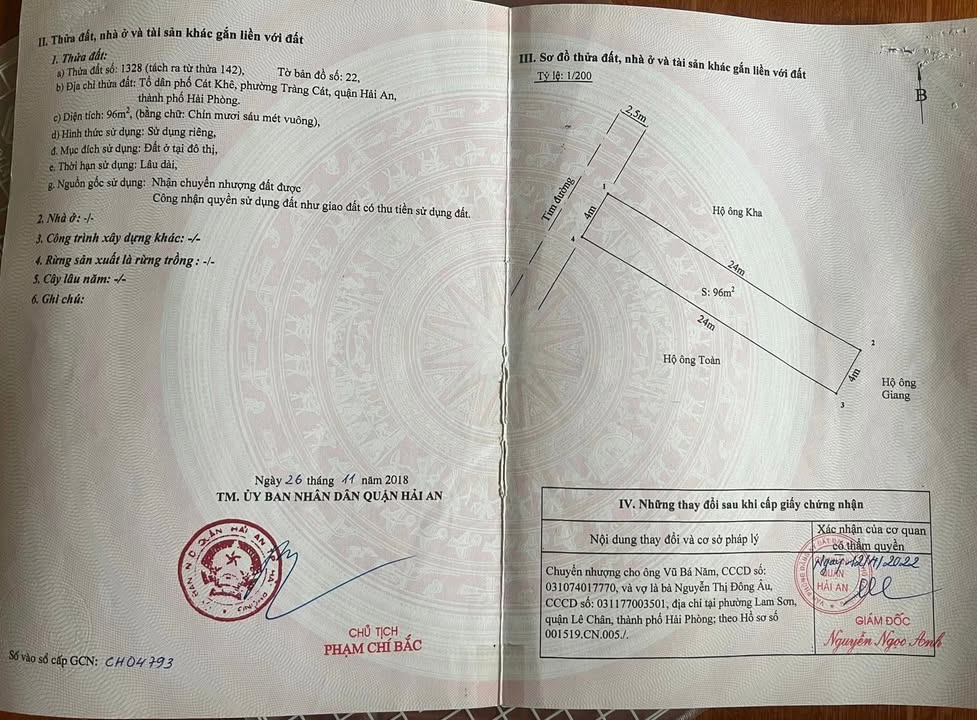 II. Thửa đất, nhà ở và tài sản khác gắn liền với đất
1. Thửa đất:
a) Thửa đất số: 1328 (tách ra từ thửa 142), Tờ bản đồ số: 22,
b) Địa chỉ thửa đất: Tổ dân phố Cát Khê, phường Tràng Cát, quận Hải An,
thành phố Hải Phòng.
c) Diện tích: 96m², (bằng chữ: Chín mươi sáu mét vuông),
d) Hình thức sử dụng: Sử dụng riêng,
đ. Mục đích sử dụng: Đất ở tại đô thị,
e. Thời hạn sử dụng: Lâu dài,
g. Nguồn gốc sử dụng: Nhận chuyển nhượng đất được
Công nhận quyền sử dụng đất như giao đất có thu tiền sử dụng đất.
2. Nhà ở: -/-
3. Công trình xây dựng khác: -/-
4. Rừng sản xuất là rừng trồng : -/-
5. Cây lâu năm: -/-
6. Ghi chú:
Ngày 26 tháng 11 năm 2018
TM. ỦY BAN NHÂN DÂN QUẬN HẢI AN
CHỦ TỊCH
PHẠM CHÍ BẮC
Số vào sổ cấp GCN: CH04793
III. Sơ đồ thửa đất, nhà ở và tài sản khác gắn liền với đất
Tỷ lệ: 1/200
B
2,5m
Tim đường
1
4m
4
Hộ ông Kha
24m
S: 96m²
24m
Hộ ông Toàn
2
4m
3
Hộ ông
Giang
IV. Những thay đổi sau khi cấp giấy chứng nhận
Nội dung thay đổi và cơ sở pháp lý
Xác nhận của cơ quan
có thẩm quyền
Chuyển nhượng cho ông Vũ Bá Năm, CCCD số:
031074017770, và vợ là bà Nguyễn Thị Đông Âu,
CCCD số: 031177003501, địa chỉ tại phường Lam Sơn,
quận Lê Chân, thành phố Hải Phòng; theo Hồ sơ số
001519.CN.005./.
QUẬN
HẢI AN
GIÁM ĐỐC
Nguyễn Ngọc Anh